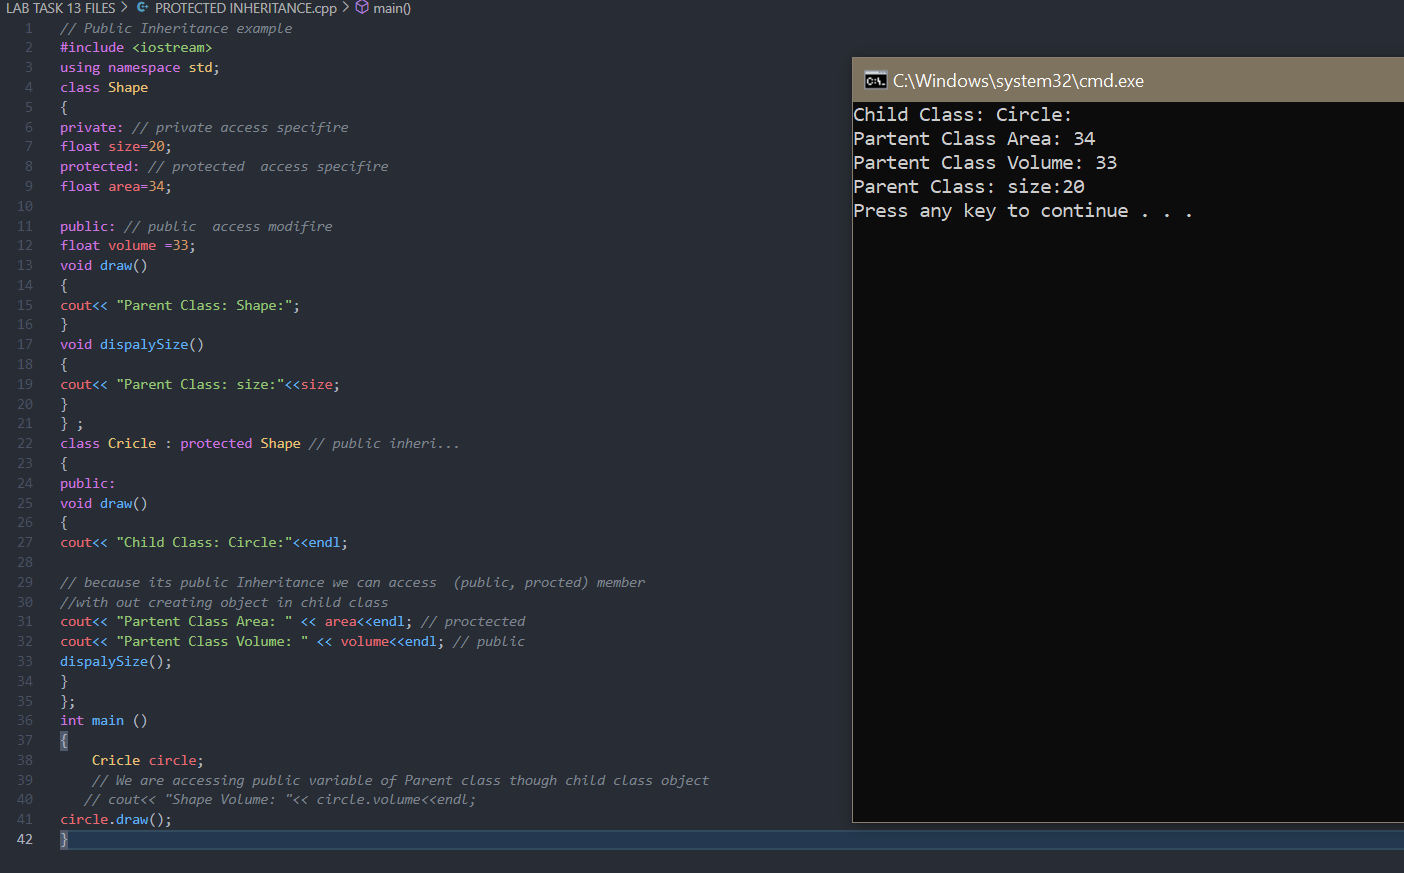 LAB TASK 13 FILES > PROTECTED INHERITANCE.cpp > main()
1 // Public Inheritance example
2 #include <iostream>
3 using namespace std;
4 class Shape
5 {
6 private: // private access specifire
7 float size=20;
8 protected: // protected  access specifire
9 float area=34;
10
11 public: // public  access modifire
12 float volume =33;
13 void draw()
14 {
15 cout<< "Parent Class: Shape:";
16 }
17 void dispalySize()
18 {
19 cout<< "Parent Class: size:"<<size;
20 }
21 } ;
22 class Cricle : protected Shape // public inheri...
23 {
24 public:
25 void draw()
26 {
27 cout<< "Child Class: Circle:"<<endl;
28
29 // because its public Inheritance we can access  (public, procted) member
30 //with out creating object in child class
31 cout<< "Partent Class Area: " << area<<endl; // proctected
32 cout<< "Partent Class Volume: " << volume<<endl; // public
33 dispalySize();
34 }
35 };
36 int main ()
37 {
38 Cricle circle;
39 // We are accessing public variable of Parent class though child class object
40 // cout<< "Shape Volume: "<< circle.volume<<endl;
41 circle.draw();
42 }
C:\Windows\system32\cmd.exe
Child Class: Circle:
Partent Class Area: 34
Partent Class Volume: 33
Parent Class: size:20
Press any key to continue . . .